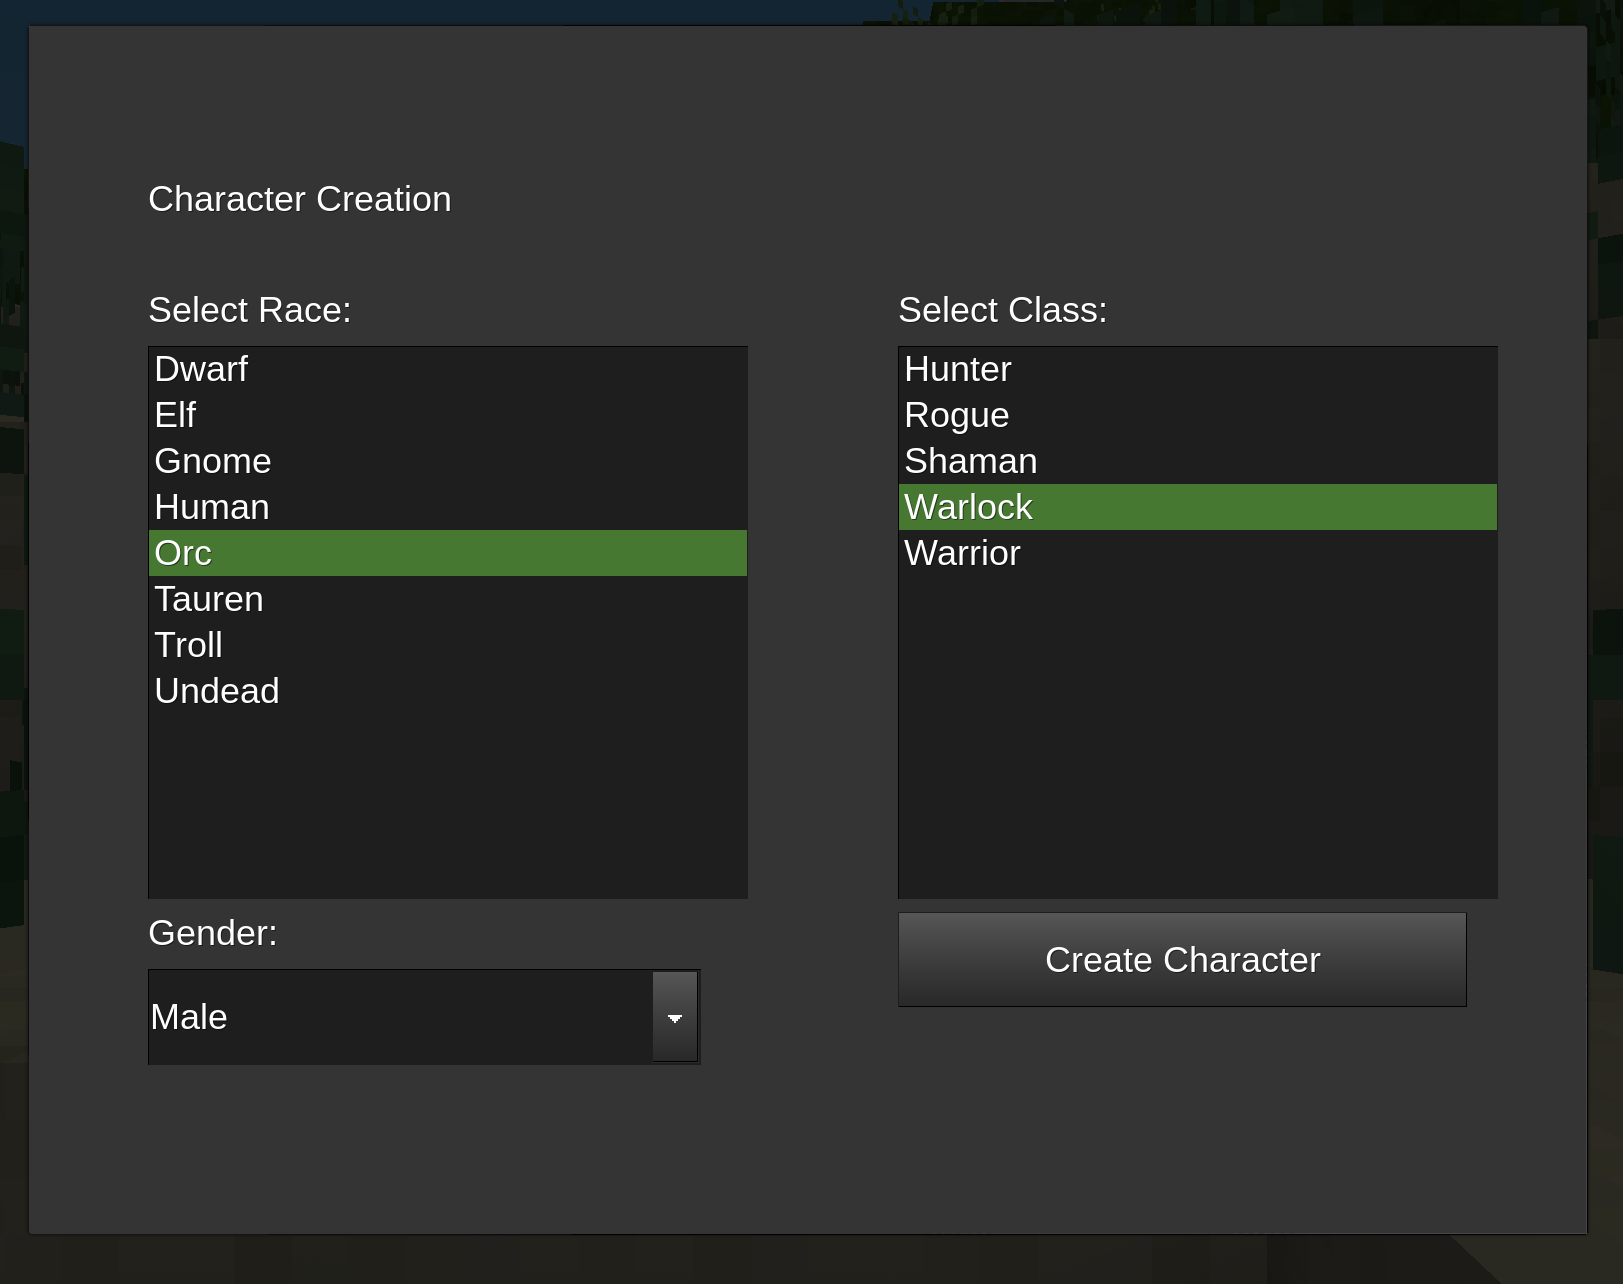 Character Creation
Select Race:
Dwarf
Elf
Gnome
Human
Orc
Tauren
Troll
Undead
Gender:
Male
Select Class:
Hunter
Rogue
Shaman
Warlock
Warrior
Create Character